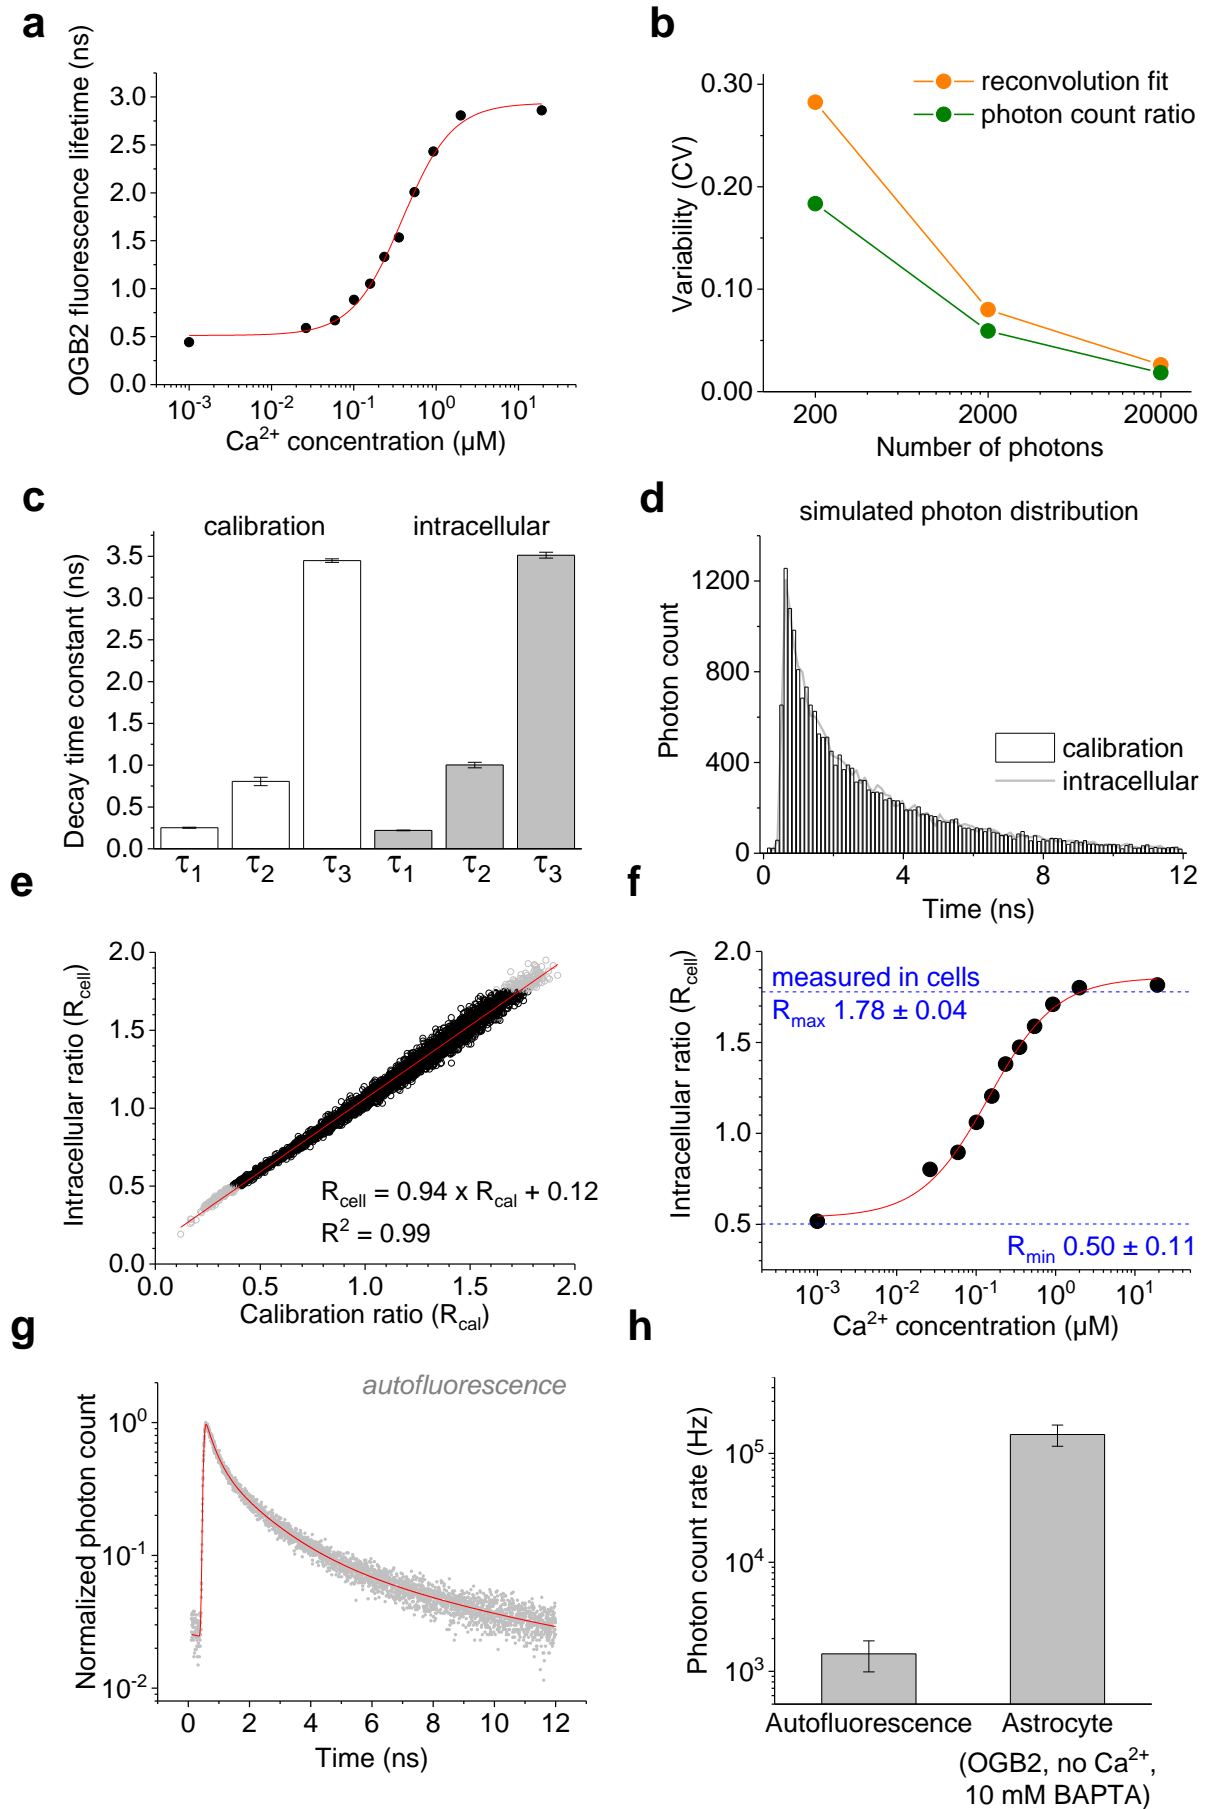 a
OGB2 fluorescence lifetime (ns)
3.0
2.5
2.0
1.5
1.0
0.5
0.0
10⁻³ 10⁻² 10⁻¹ 10⁰ 10¹
Ca²⁺ concentration (µM)
b
Variability (CV)
0.30
0.20
0.10
0.00
reconvolution fit
photon count ratio
200 2000 20000
Number of photons
c
Decay time constant (ns)
calibration intracellular
3.5
3.0
2.5
2.0
1.5
1.0
0.5
0.0
τ₁ τ₂ τ₃ τ₁ τ₂ τ₃
d
simulated photon distribution
Photon count
1200
800
400
0
calibration
intracellular
0 4 8 12
Time (ns)
e
Intracellular ratio (R_cell)
2.0
1.5
1.0
0.5
0.0
R_cell = 0.94 x R_cal + 0.12
R² = 0.99
0.0 0.5 1.0 1.5 2.0
Calibration ratio (R_cal)
f
Intracellular ratio (R_cell)
2.0
1.5
1.0
0.5
measured in cells
R_max 1.78 ± 0.04
R_min 0.50 ± 0.11
10⁻³ 10⁻² 10⁻¹ 10⁰ 10¹
Ca²⁺ concentration (µM)
g
Normalized photon count
autofluorescence
10⁰
10⁻¹
10⁻²
0 2 4 6 8 10 12
Time (ns)
h
Photon count rate (Hz)
10⁵
10⁴
10³
Autofluorescence Astrocyte
(OGB2, no Ca²⁺,
10 mM BAPTA)